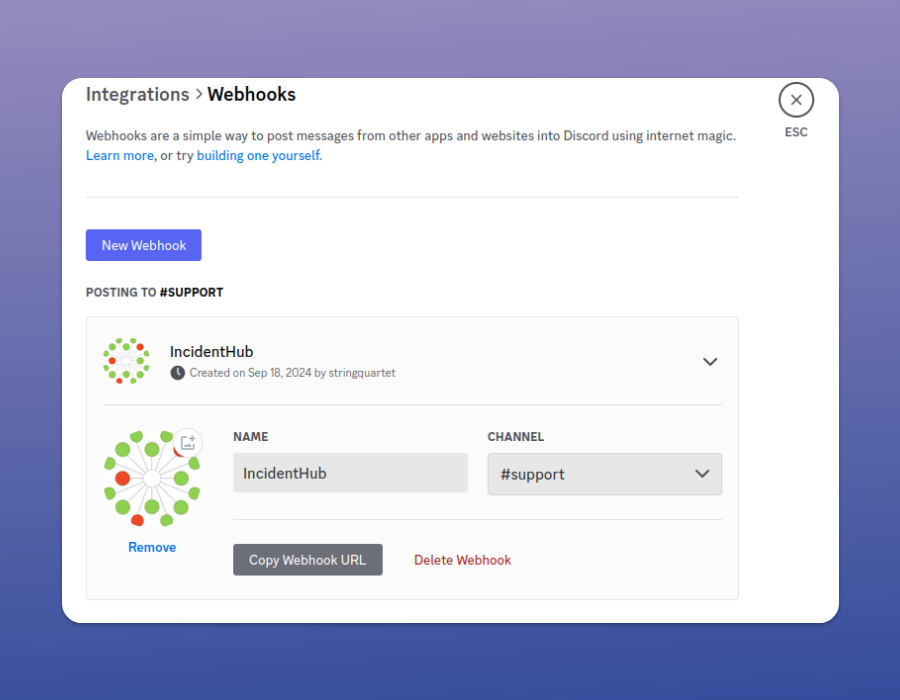 Integrations > Webhooks
ESC
Webhooks are a simple way to post messages from other apps and websites into Discord using internet magic.
Learn more, or try building one yourself.
New Webhook
POSTING TO #SUPPORT
IncidentHub
Created on Sep 18, 2024 by stringquartet
NAME
CHANNEL
IncidentHub
#support
Remove
Copy Webhook URL
Delete Webhook